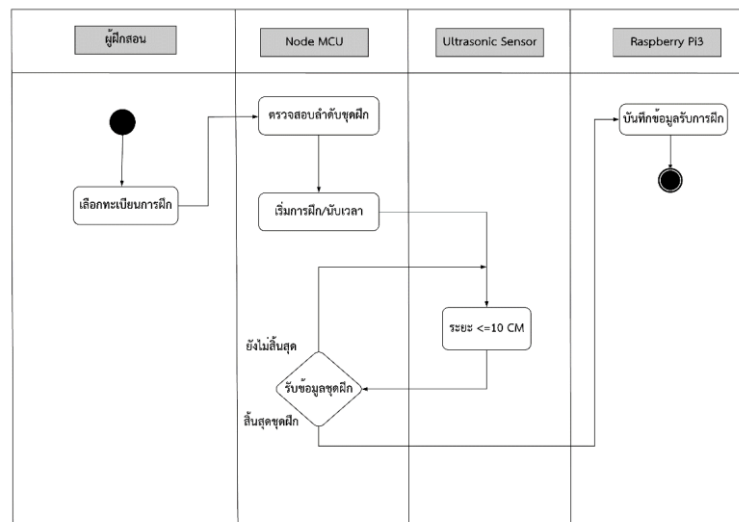 ผู้ฝึกสอน
Node MCU
Ultrasonic Sensor
Raspberry Pi3
ตรวจสอบลำดับชุดฝึก
บันทึกข้อมูลรับการฝึก
เลือกทะเบียนการฝึก
เริ่มการฝึก/นับเวลา
ระยะ <=10 CM
ยังไม่สิ้นสุด
รับข้อมูลชุดฝึก
สิ้นสุดชุดฝึก